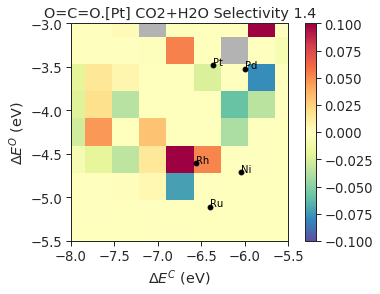 O=C=O.[Pt] CO2+H2O Selectivity 1.4
−3.0
−3.5
−4.0
−4.5
−5.0
−5.5
ΔE^O (eV)
Pt
Pd
Rh
Ni
Ru
−8.0 −7.5 −7.0 −6.5 −6.0 −5.5
ΔE^C (eV)
0.100
0.075
0.050
0.025
0.000
−0.025
−0.050
−0.075
−0.100